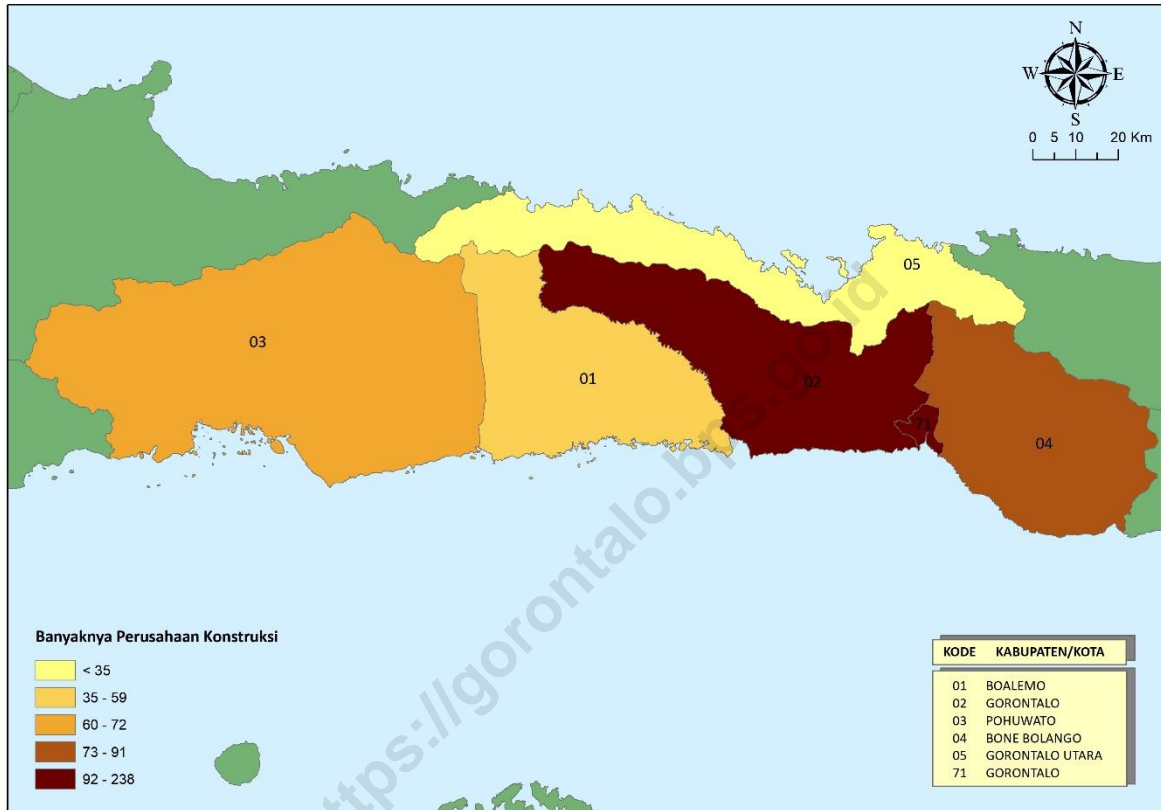 N
W E
S
0 5 10 20 Km
05
03
01
02
71
04
https://gorontalo.bps.go.id
Banyaknya Perusahaan Konstruksi
< 35
35 - 59
60 - 72
73 - 91
92 - 238
KODE KABUPATEN/KOTA
01 BOALEMO
02 GORONTALO
03 POHUWATO
04 BONE BOLANGO
05 GORONTALO UTARA
71 GORONTALO